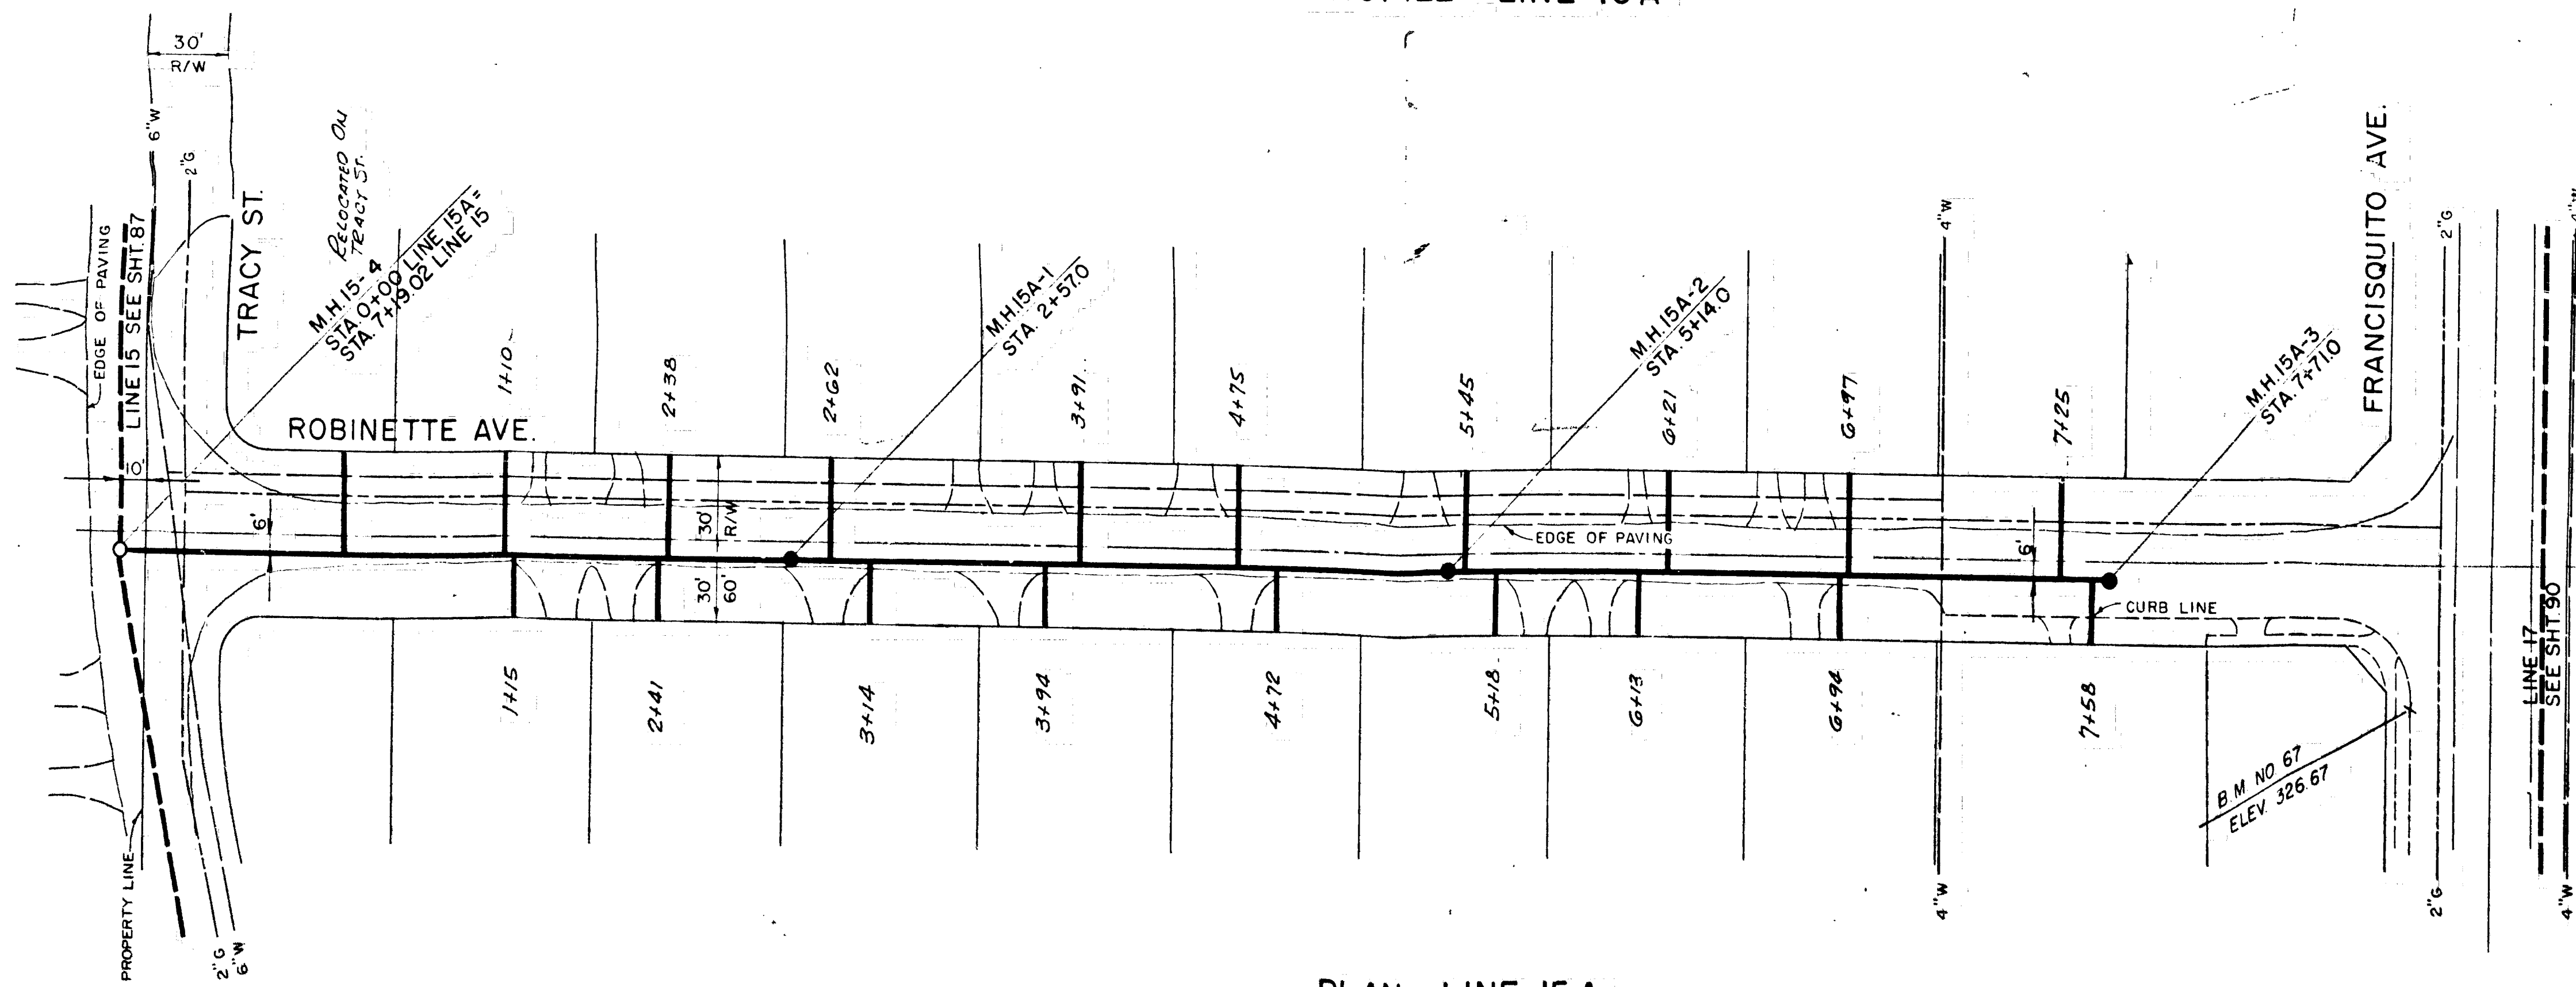 30'
R/W
6"W
2"G
RELOCATED ON
TRACY ST.
EDGE OF PAVING
LINE 15 SEE SHT. 87
TRACY ST.
M.H. 15-4
STA. 0+00 LINE 15A=
STA. 7+19.02 LINE 15
M.H. 15A-1
STA. 2+57.0
M.H. 15A-2
STA. 5+14.0
M.H. 15A-3
STA. 7+71.0
4"W
FRANCISQUITO AVE.
2"G
4"W
1+10
2+38
2+62
3+91
4+75
5+45
6+21
6+97
7+25
ROBINETTE AVE.
10'
6'
30'
R/W
30'
60'
EDGE OF PAVING
6'
CURB LINE
LINE 17
SEE SHT. 90
1+15
2+41
3+14
3+94
4+72
5+18
6+13
6+94
7+58
B.M. NO. 67
ELEV. 326.67
PROPERTY LINE
2"G
6"W
4"W
2"G
4"W